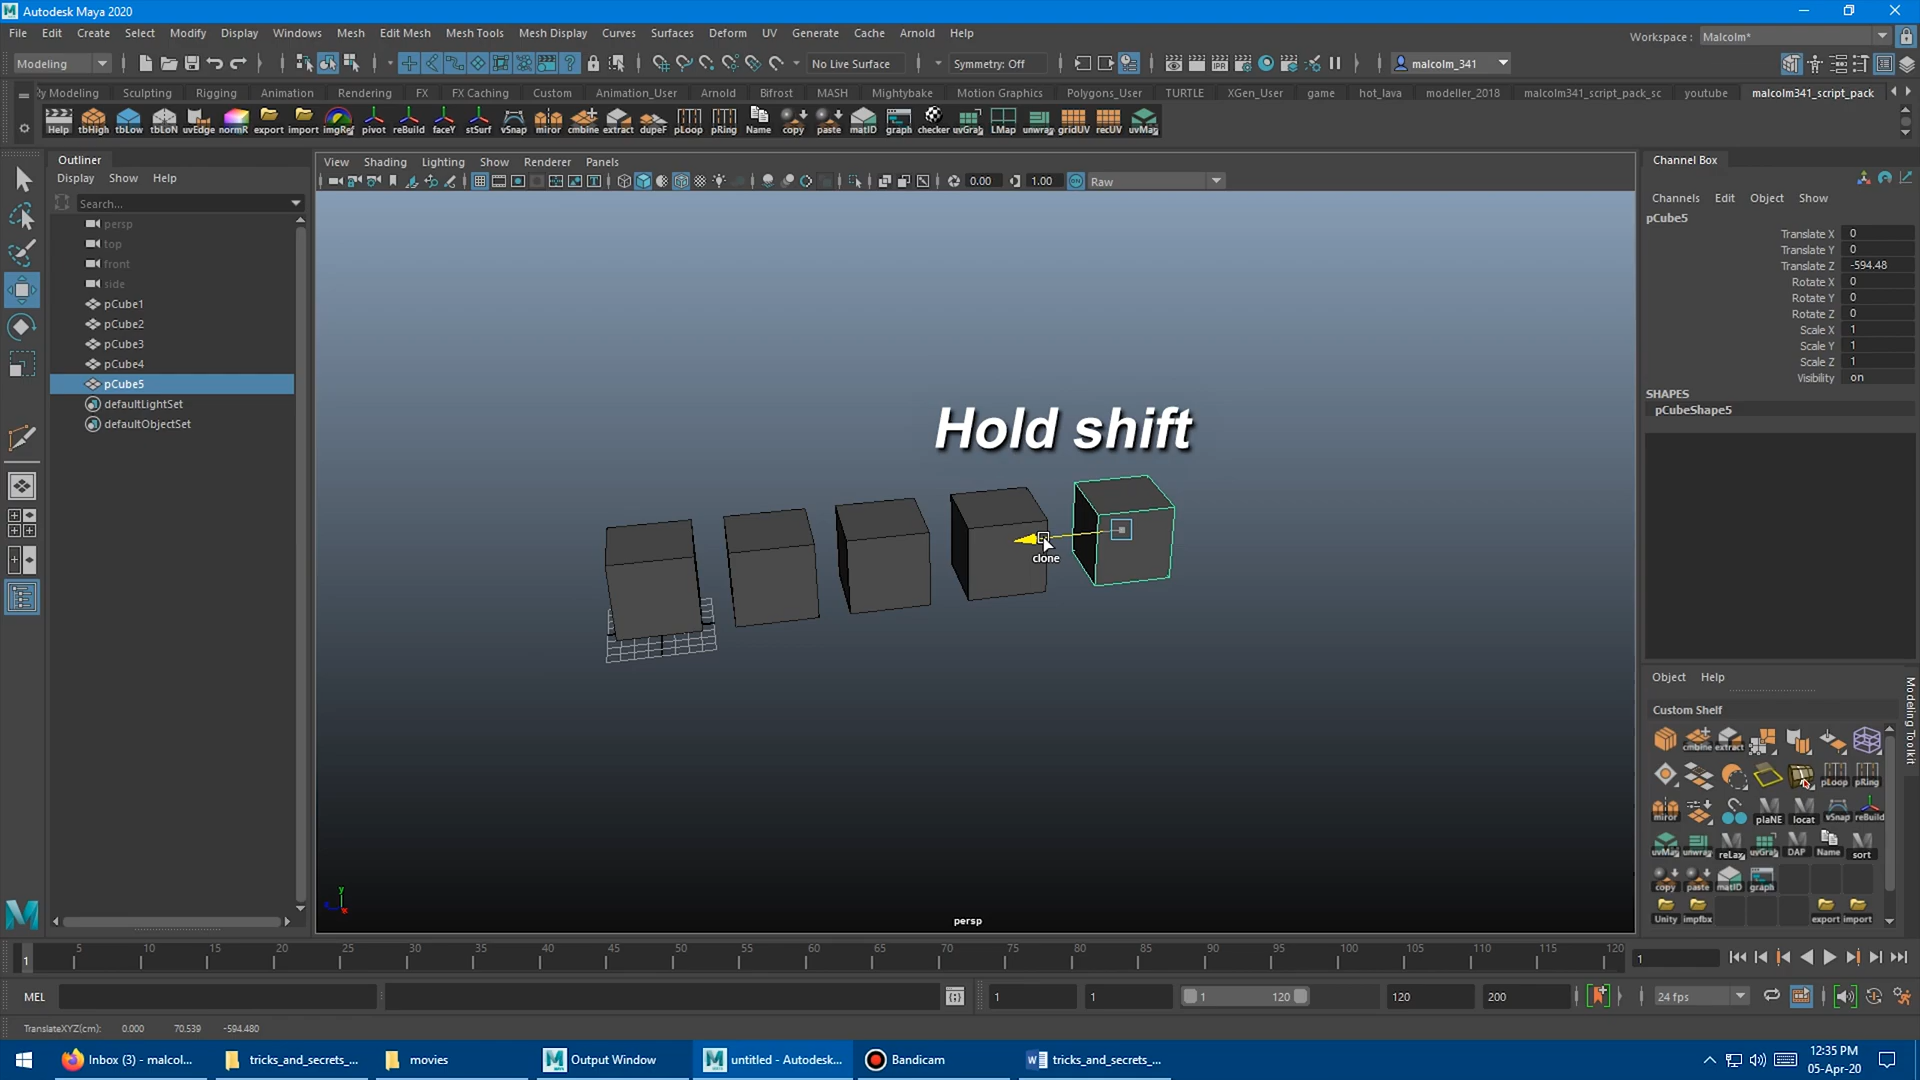 Autodesk Maya 2020
File Edit Create Select Modify Display Windows Mesh Edit Mesh Mesh Tools Mesh Display Curves Surfaces Deform UV Generate Cache Arnold Help
Workspace : Malcolm*
Modeling No Live Surface Symmetry: Off malcolm_341
y Modeling Sculpting Rigging Animation Rendering FX FX Caching Custom Animation_User Arnold Bifrost MASH Mightybake Motion Graphics Polygons_User TURTLE XGen_User game hot_lava modeller_2018 malcolm341_script_pack_sc youtube malcolm341_script_pack
Help tbHigh tbLow tbLoN uvEdge normR export import imgRef pivot reBuild faceY stSurf vSnap miror cmbine extract dupeF pLoop pRing Name copy paste matID graph checker uvGrab LMap unwrap gridUV recUV uvMap
Outliner
Display Show Help
Search...
persp
top
front
side
pCube1
pCube2
pCube3
pCube4
pCube5
defaultLightSet
defaultObjectSet
View Shading Lighting Show Renderer Panels
0.00 1.00 Raw
Hold shift
clone
y
persp
Channel Box
Channels Edit Object Show
pCube5
Translate X 0
Translate Y 0
Translate Z -594.48
Rotate X 0
Rotate Y 0
Rotate Z 0
Scale X 1
Scale Y 1
Scale Z 1
Visibility on
SHAPES
pCubeShape5
Object Help
Custom Shelf
cmbine extract
pLoop pRing
miror plaNE locat vSnap reBuild
uvMap unwrap reLax uvGrab DAP Name sort
copy paste matID graph
Unity impfbx export import
Modeling Toolkit
5 10 15 20 25 30 35 40 45 50 55 60 65 70 75 80 85 90 95 100 105 110 115 120
1 1
MEL 1 1 1 120 120 200 24 fps
TranslateXYZ(cm): 0.000 70.539 -594.480
Inbox (3) - malcol... tricks_and_secrets_... movies Output Window untitled - Autodesk... Bandicam tricks_and_secrets_...
12:35 PM
05-Apr-20